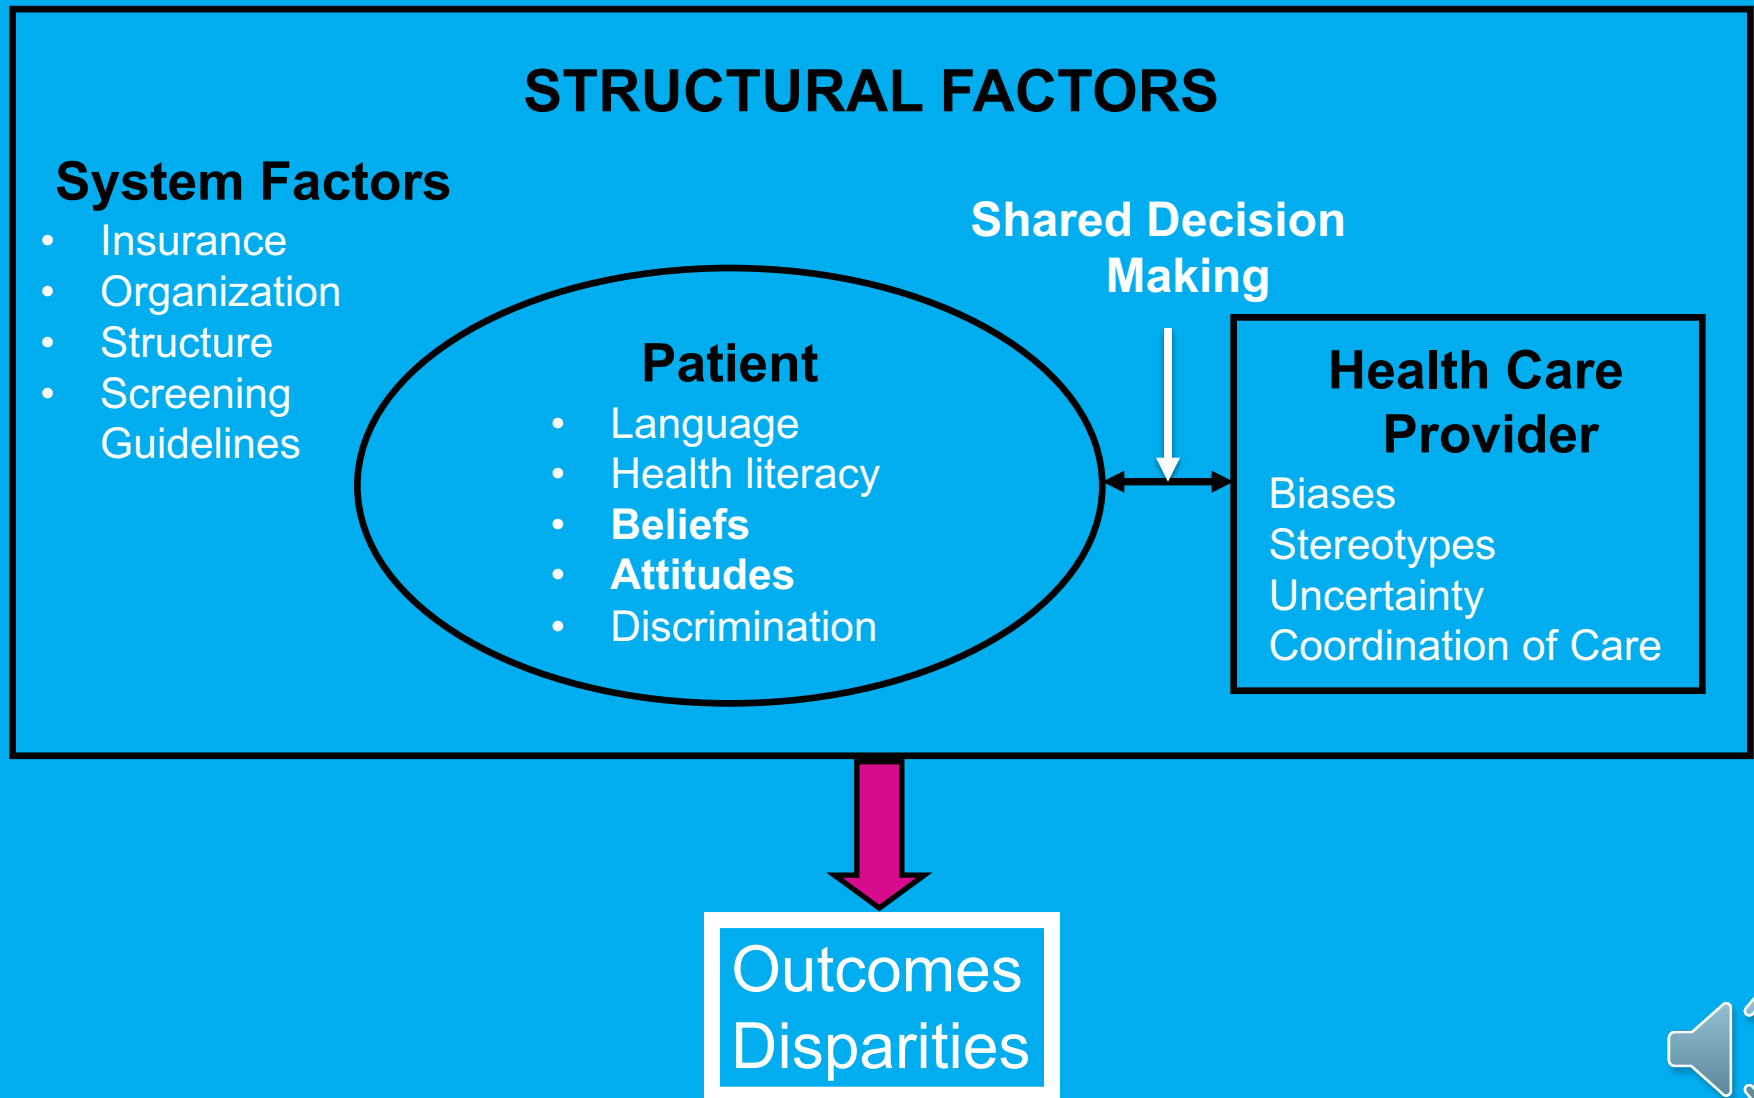 STRUCTURAL FACTORS
System Factors
• Insurance
• Organization
• Structure
• Screening
Guidelines
Patient
• Language
• Health literacy
• Beliefs
• Attitudes
• Discrimination
Shared Decision
Making
Health Care
Provider
Biases
Stereotypes
Uncertainty
Coordination of Care
Outcomes
Disparities